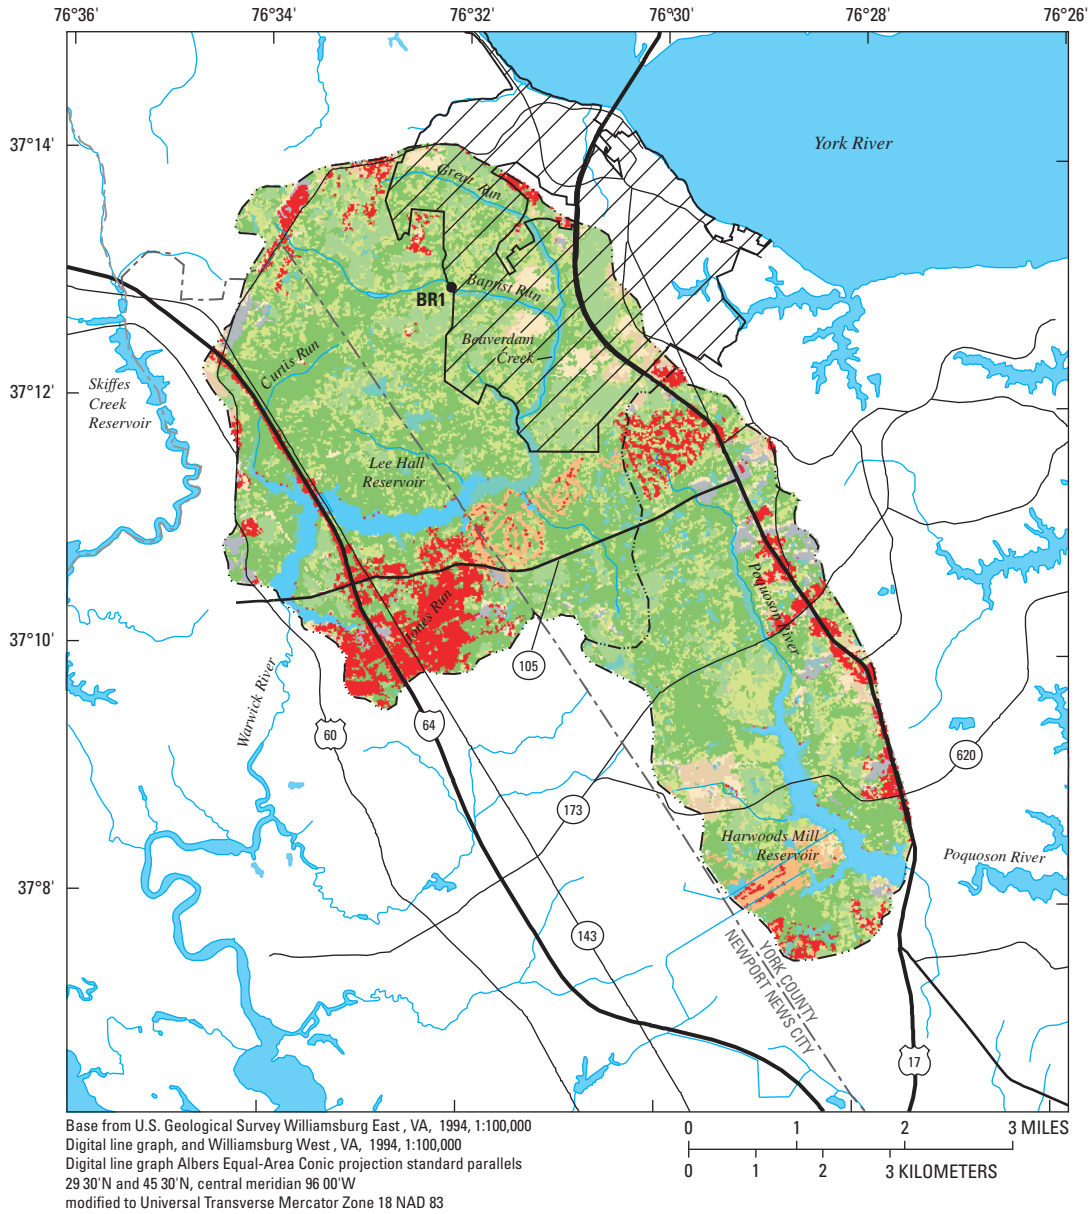 76°36' 76°34' 76°32' 76°30' 76°28' 76°26'
37°14'
York River
Great Run
Baptist Run
BR1
Beaverdam
Creek
37°12'
Curtis Run
Skiffes
Creek
Reservoir
Lee Hall
Reservoir
37°10'
Jones Run
Poquoson River
105
Warwick River
60
64
620
173
Harwoods Mill
Reservoir
Poquoson River
37°8'
143
YORK COUNTY
NEWPORT NEWS CITY
17
Base from U.S. Geological Survey Williamsburg East , VA, 1994, 1:100,000
Digital line graph, and Williamsburg West , VA, 1994, 1:100,000
Digital line graph Albers Equal-Area Conic projection standard parallels
29 30'N and 45 30'N, central meridian 96 00'W
modified to Universal Transverse Mercator Zone 18 NAD 83
0 1 2 3 MILES
0 1 2 3 KILOMETERS